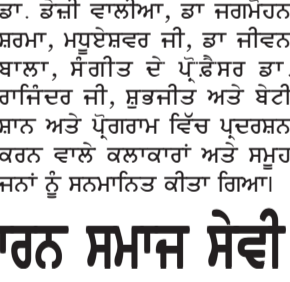 ਡਾ. ਡੇਜ਼ੀ ਵਾਲੀਆ, ਡਾ ਜਗਮੋਹਨ
ਸ਼ਰਮਾ, ਮਧੂਏਸ਼ਵਰ ਜੀ, ਡਾ ਜੀਵਨ
ਬਾਲਾ, ਸੰਗੀਤ ਦੇ ਪ੍ਰੋਫ਼ੈਸਰ ਡਾ.
ਰਾਜਿੰਦਰ ਜੀ, ਸ਼ੁਭਜੀਤ ਅਤੇ ਬੇਟੀ
ਸ਼ਾਨ ਅਤੇ ਪ੍ਰੋਗਰਾਮ ਵਿੱਚ ਪ੍ਰਦਰਸ਼ਨ
ਕਰਨ ਵਾਲੇ ਕਲਾਕਾਰਾਂ ਅਤੇ ਸਮੂਹ
ਜਨਾਂ ਨੂੰ ਸਨਮਾਨਿਤ ਕੀਤਾ ਗਿਆ।
ਸਮਾਜ ਸੇਵੀ